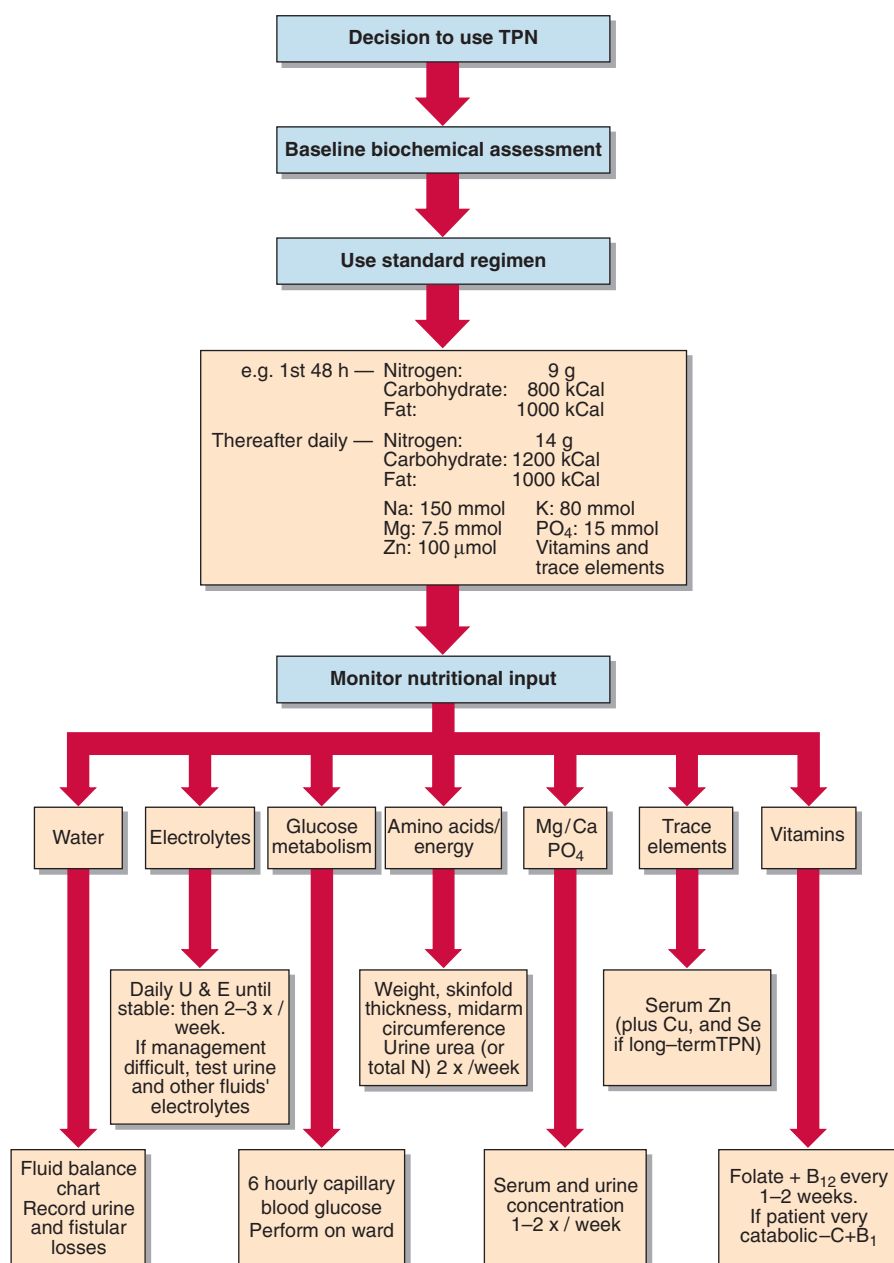 Decision to use TPN
Baseline biochemical assessment
Use standard regimen
e.g. 1st 48 h — Nitrogen: 9 g
Carbohydrate: 800 kCal
Fat: 1000 kCal
Thereafter daily — Nitrogen: 14 g
Carbohydrate: 1200 kCal
Fat: 1000 kCal
Na: 150 mmol K: 80 mmol
Mg: 7.5 mmol PO₄: 15 mmol
Zn: 100 μmol Vitamins and
trace elements
Monitor nutritional input
Water
Electrolytes
Glucose
metabolism
Amino acids/
energy
Mg/Ca
PO₄
Trace
elements
Vitamins
Daily U & E until
stable: then 2–3 x /
week.
If management
difficult, test urine
and other fluids'
electrolytes
Weight, skinfold
thickness, midarm
circumference
Urine urea (or
total N) 2 x /week
Serum Zn
(plus Cu, and Se
if long–termTPN)
Fluid balance
chart
Record urine
and fistular
losses
6 hourly capillary
blood glucose
Perform on ward
Serum and urine
concentration
1–2 x / week
Folate + B₁₂ every
1–2 weeks.
If patient very
catabolic–C+B₁